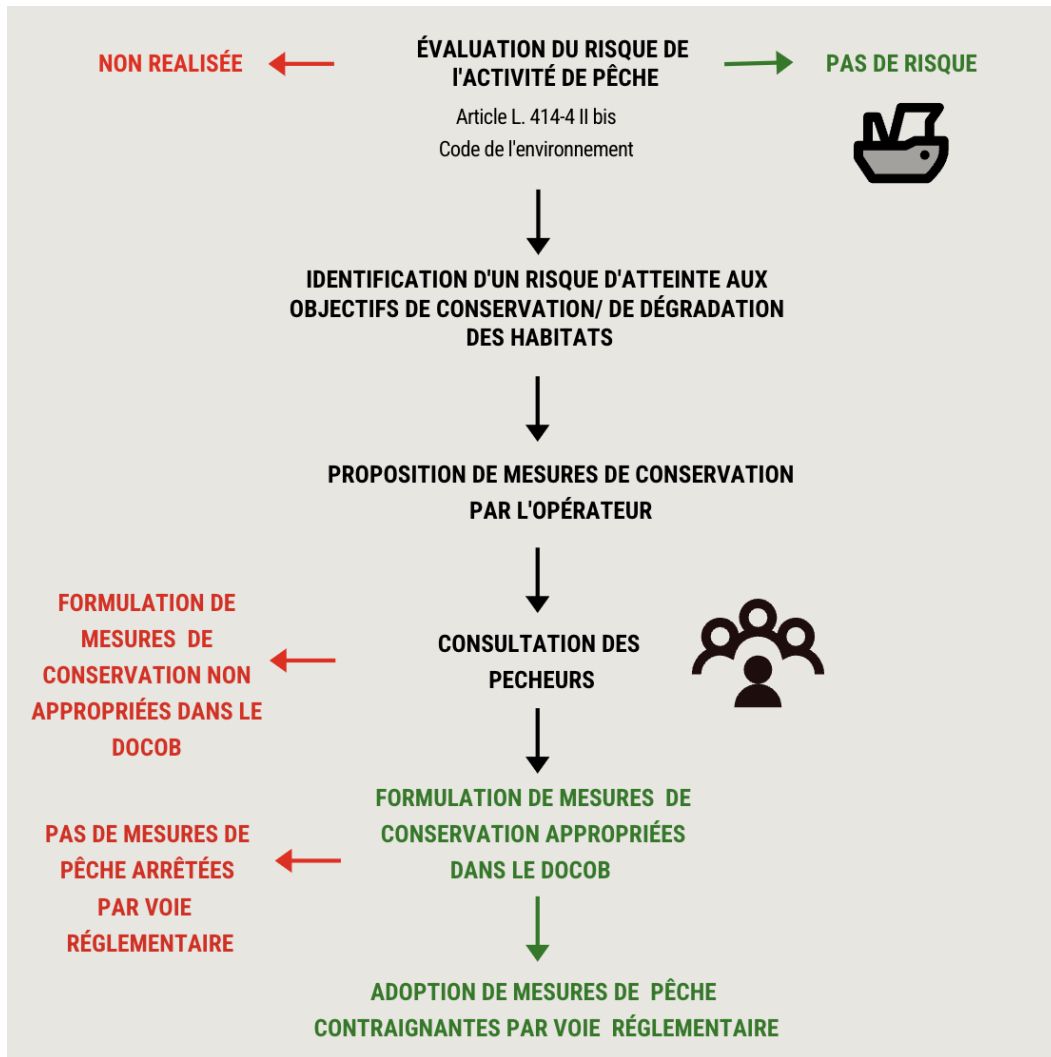 NON REALISÉE
ÉVALUATION DU RISQUE DE
l'ACTIVITÉ DE PÊCHE
Article L. 414-4 II bis
Code de l'environnement
PAS DE RISQUE
IDENTIFICATION D'UN RISQUE D'ATTEINTE AUX
OBJECTIFS DE CONSERVATION/ DE DÉGRADATION
DES HABITATS
PROPOSITION DE MESURES DE CONSERVATION
PAR L'OPÉRATEUR
CONSULTATION DES
PECHEURS
FORMULATION DE
MESURES DE
CONSERVATION NON
APPROPRIÉES DANS LE
DOCOB
FORMULATION DE MESURES DE
CONSERVATION APPROPRIÉES
DANS LE DOCOB
PAS DE MESURES DE
PÊCHE ARRÊTÉES
PAR VOIE
RÉGLEMENTAIRE
ADOPTION DE MESURES DE PÊCHE
CONTRAIGNANTES PAR VOIE RÉGLEMENTAIRE